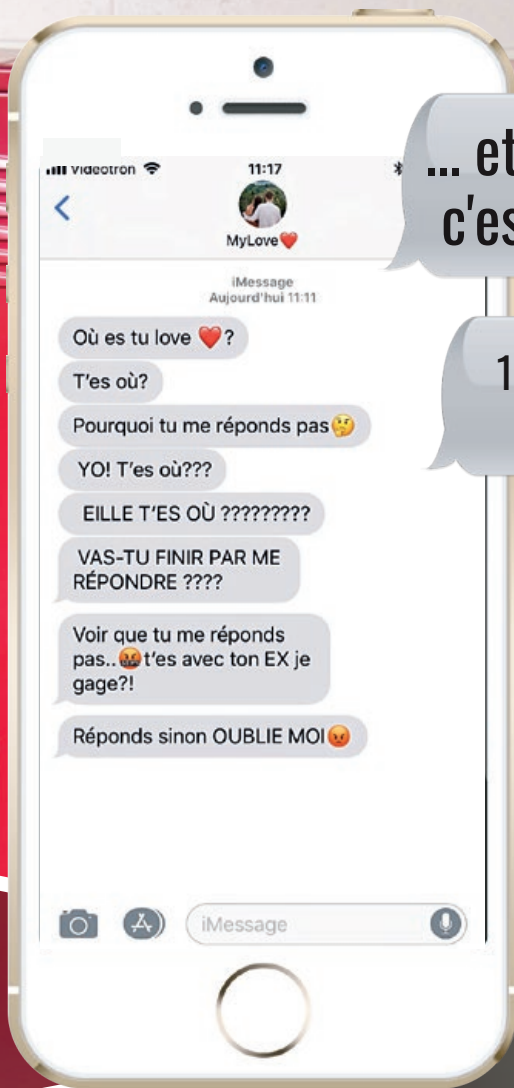 ... et
c'es
1
Videotron
11:17
MyLove❤️
iMessage
Aujourd'hui 11:11
Où es tu love ❤️?
T'es où?
Pourquoi tu me réponds pas🤔
YO! T'es où???
EILLE T'ES OÙ ?????????
VAS-TU FINIR PAR ME
RÉPONDRE ????
Voir que tu me réponds
pas..🤬t'es avec ton EX je
gage?!
Réponds sinon OUBLIE MOI😡
iMessage